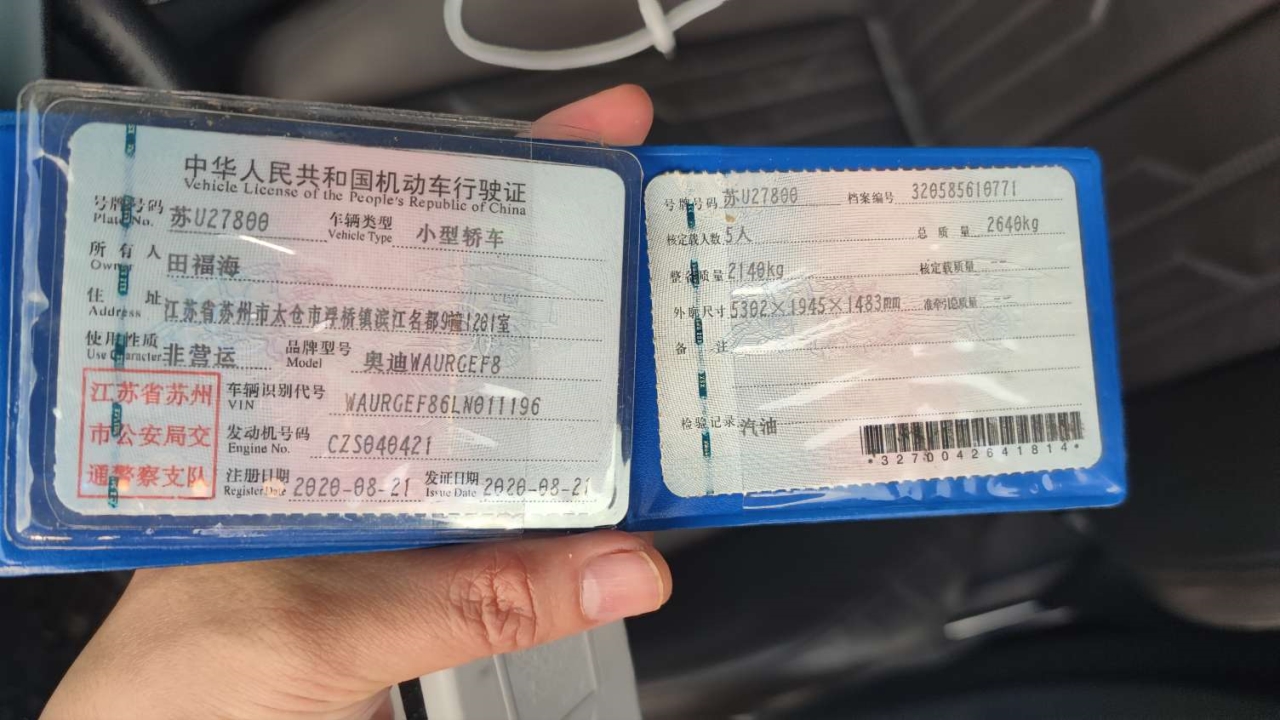 中华人民共和国机动车行驶证
Vehicle License of the People's Republic of China
号牌号码 苏U27800 车辆类型 小型轿车
Plate No. Vehicle Type
所有人 田福海
Owner
住址 江苏省苏州市太仓市浮桥镇滨江名都9幢1201室
Address
使用性质 非营运 品牌型号 奥迪WAURGEF8
Use Character Model
江苏省苏州
市公安局交
通警察支队
车辆识别代号 WAURGEF86LN011196
VIN
发动机号码 CZS040421
Engine No.
注册日期 2020-08-21 发证日期 2020-08-21
Register Date Issue Date
号牌号码 苏U27800 档案编号 320585610771
核定载人数 5人 总质量 2640kg
整备质量 2140kg 核定载质量 --
外廓尺寸 5302×1945×1483mm 准牵引总质量 --
备注
检验记录 汽油
*3270042641814*